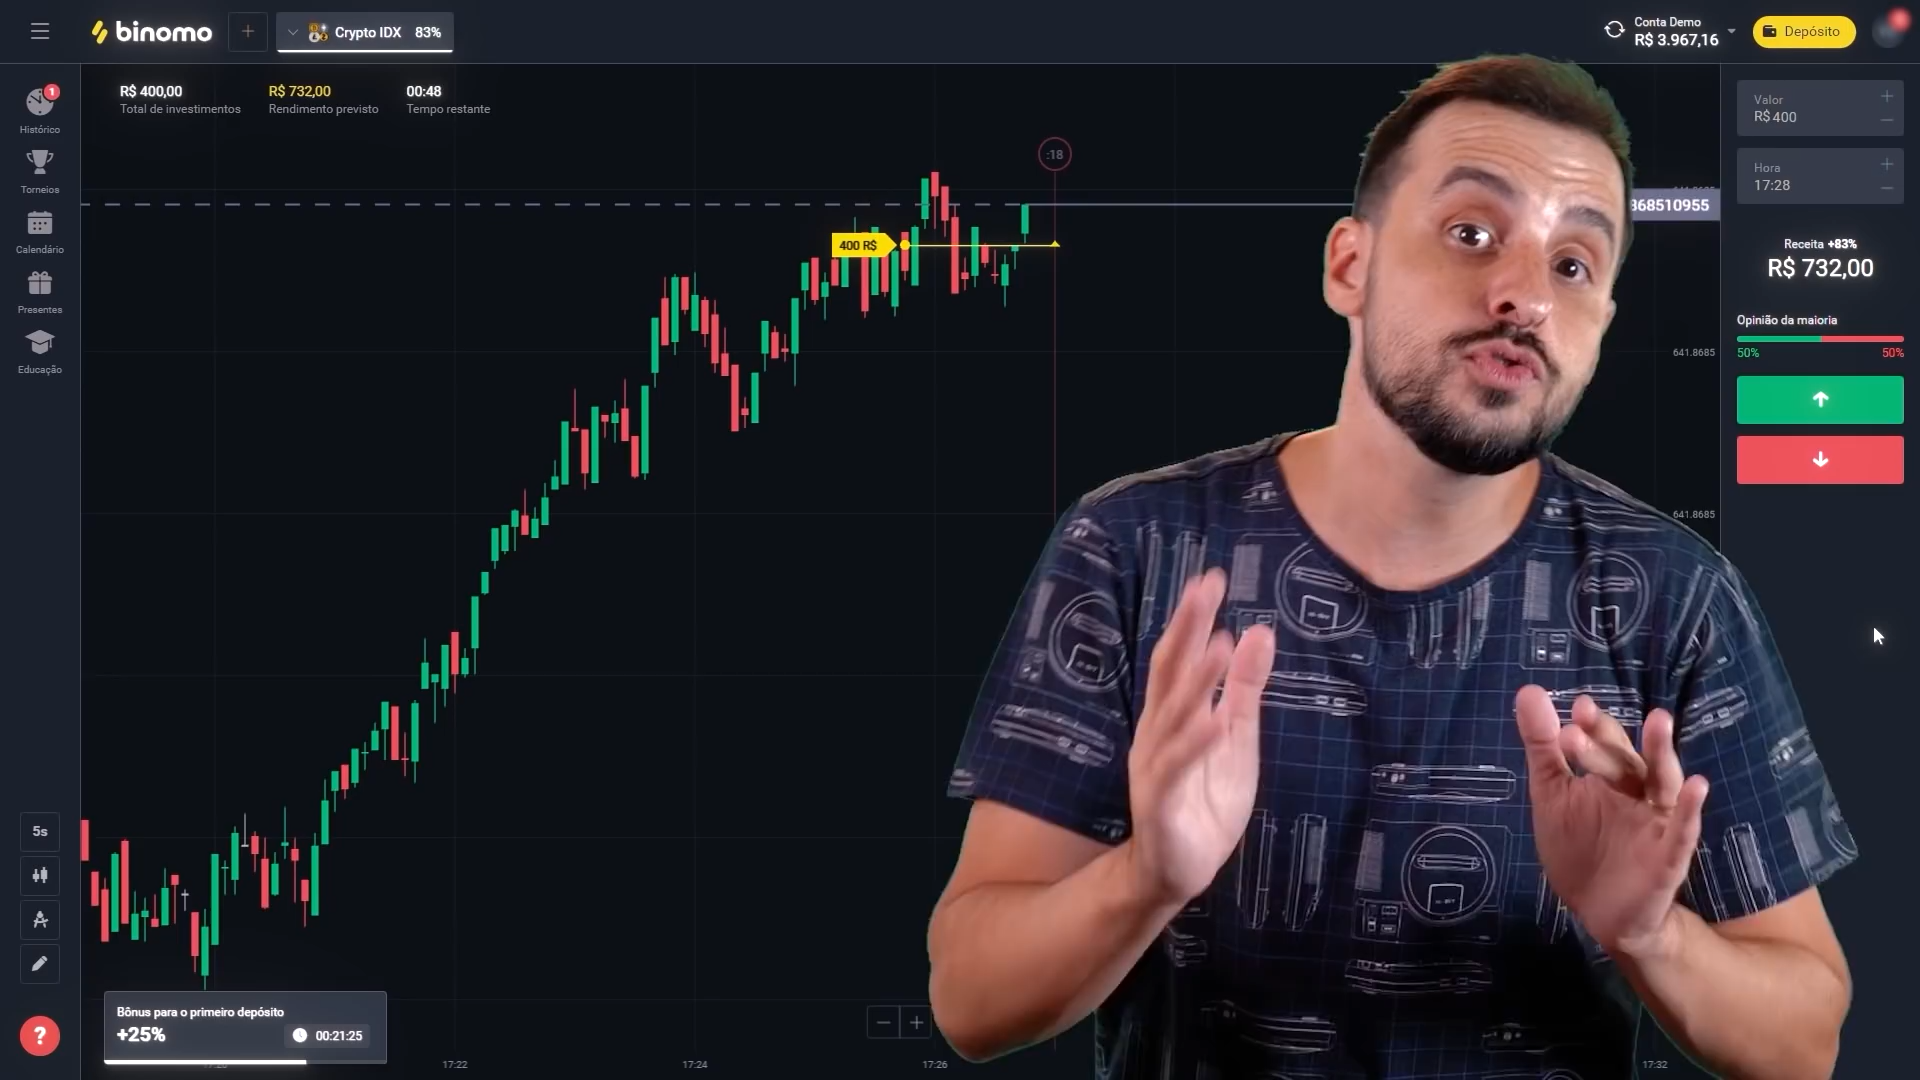 binomo
+
Crypto IDX 83%
Conta Demo
R$ 3.967,16
Depósito
R$ 400,00
Total de investimentos
R$ 732,00
Rendimento previsto
00:48
Tempo restante
1
Histórico
Torneios
Calendário
Presentes
Educação
:18
400 R$
368510955
641.8685
641.8685
Valor
R$ 400
+
−
Hora
17:28
+
−
Receita +83%
R$ 732,00
Opinião da maioria
50% 50%
5s
?
Bônus para o primeiro depósito
+25%
00:21:25
− +
17:22
17:24
17:26
17:32